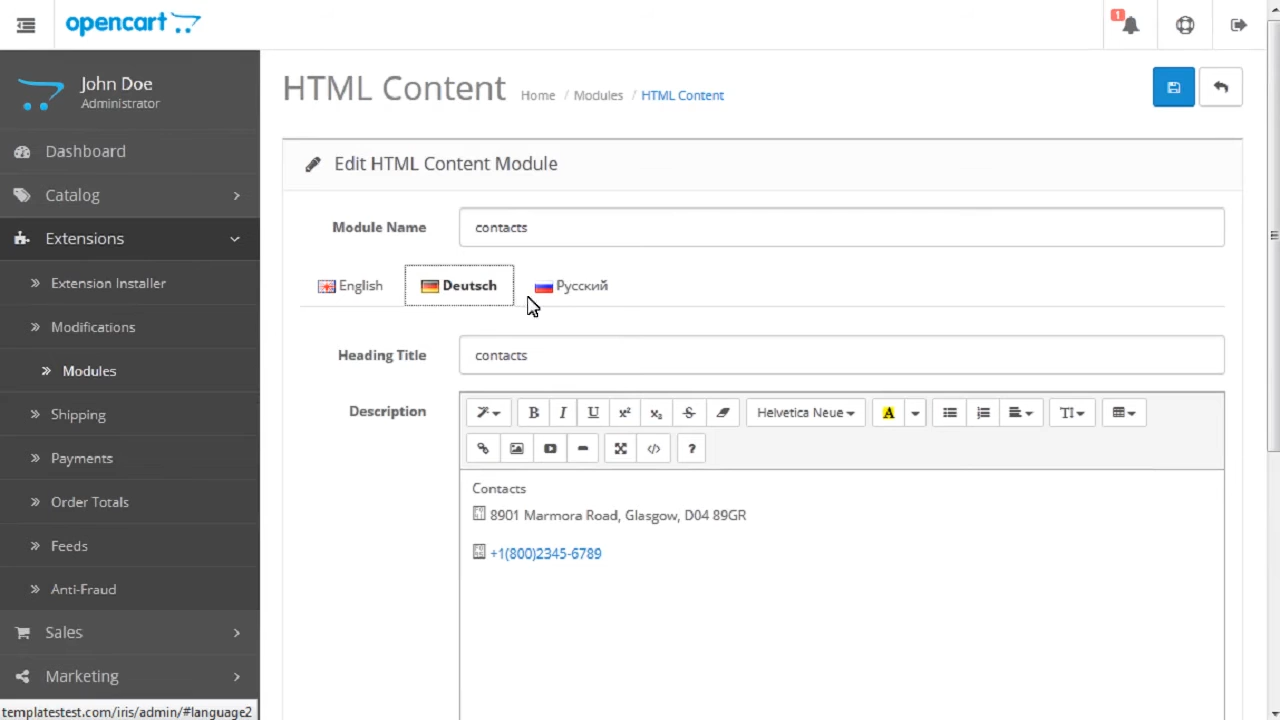 opencart
1
John Doe
Administrator
Dashboard
Catalog
Extensions
Extension Installer
Modifications
Modules
Shipping
Payments
Order Totals
Feeds
Anti-Fraud
Sales
Marketing
templatestest.com/iris/admin/#language2
HTML Content Home / Modules / HTML Content
Edit HTML Content Module
Module Name contacts
English Deutsch Русский
Heading Title contacts
Description B I U x² x₂ S Helvetica Neue A TI
?
Contacts
8901 Marmora Road, Glasgow, D04 89GR
+1(800)2345-6789